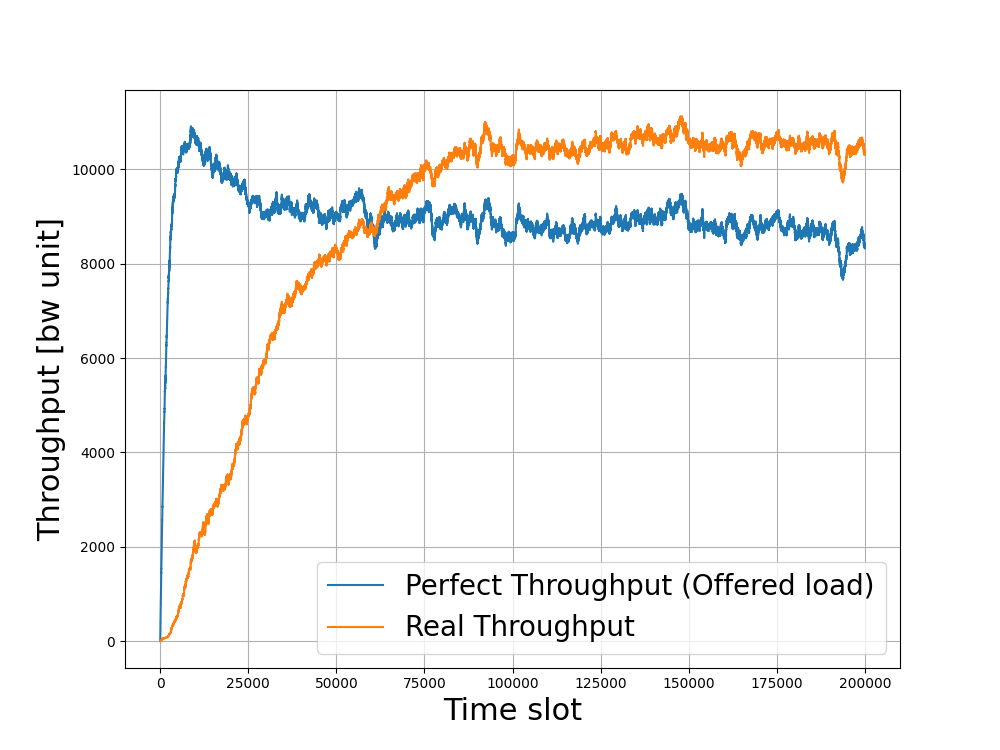 Throughput [bw unit]
10000
8000
6000
4000
2000
0
Perfect Throughput (Offered load)
Real Throughput
0 25000 50000 75000 100000 125000 150000 175000 200000
Time slot